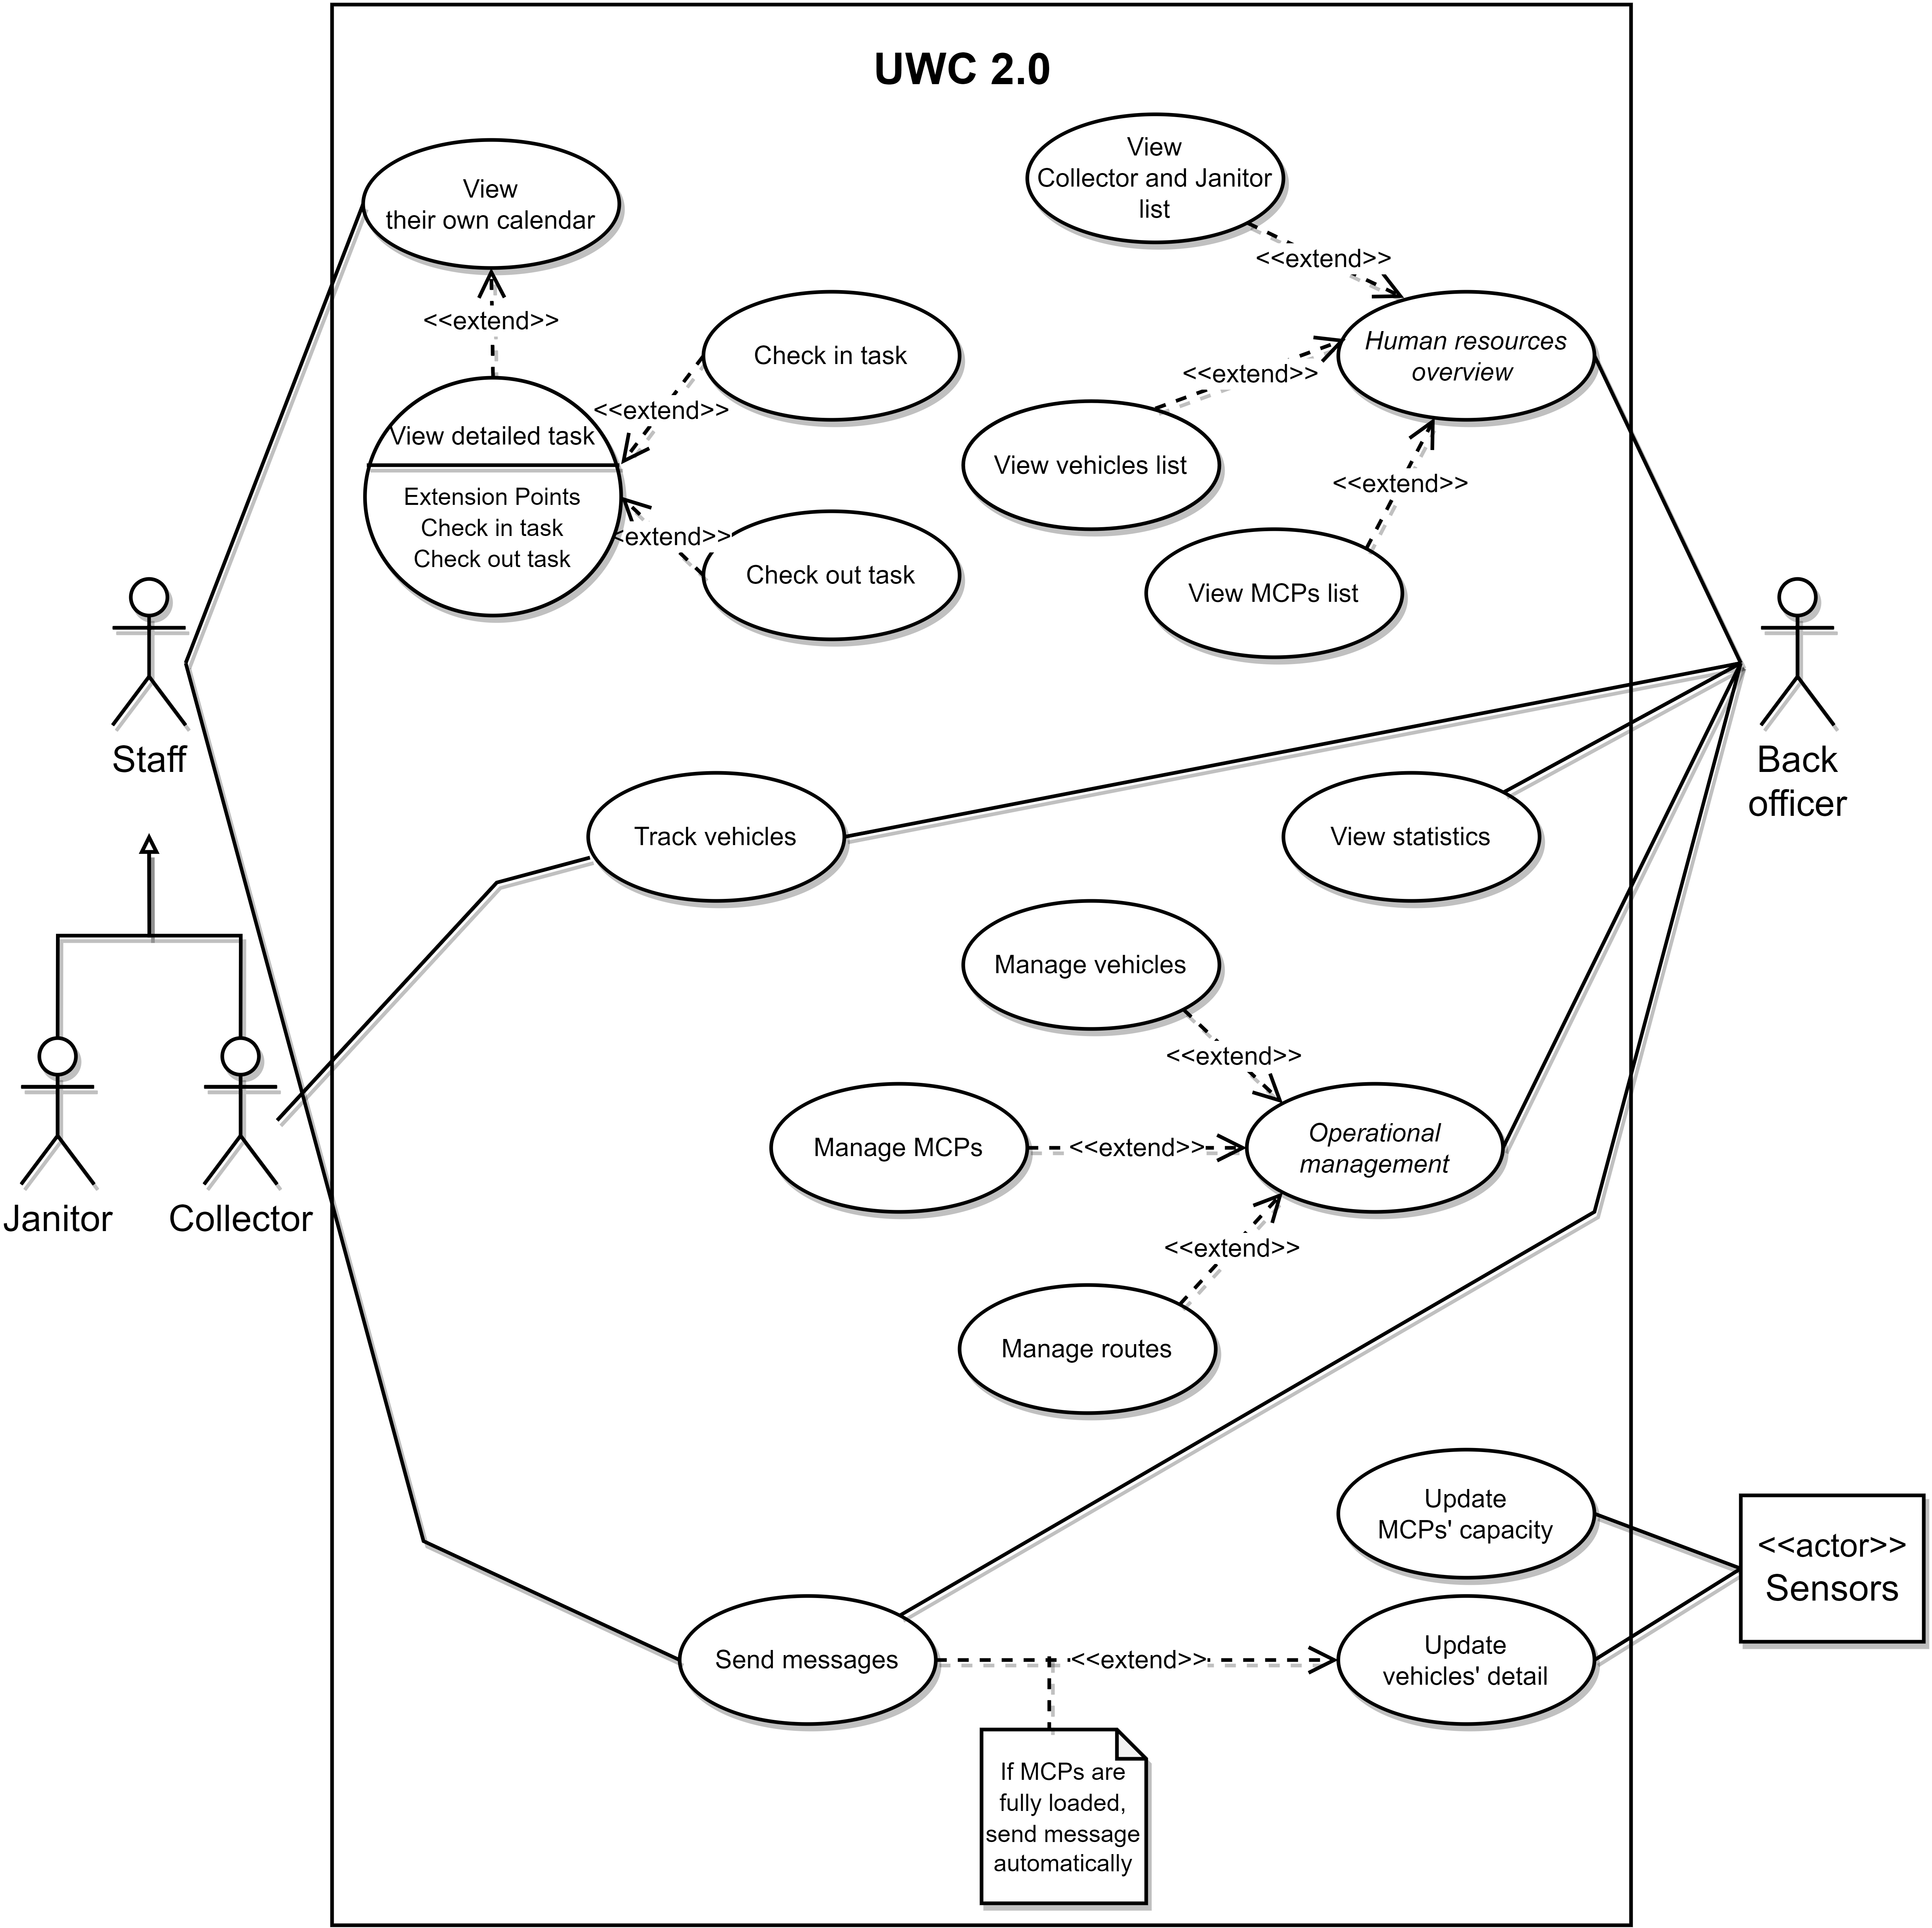 UWC 2.0
View
their own calendar
View
Collector and Janitor
list
<<extend>>
Human resources
overview
<<extend>>
Check in task
<<extend>>
<<extend>>
View detailed task
Extension Points
Check in task
Check out task
View vehicles list
<<extend>>
<extend>>
Check out task
View MCPs list
Staff
Back
officer
Track vehicles
View statistics
Manage vehicles
<<extend>>
Manage MCPs
<<extend>>
Operational
management
Janitor
Collector
<<extend>>
Manage routes
Update
MCPs' capacity
<<actor>>
Sensors
Send messages
<<extend>>
Update
vehicles' detail
If MCPs are
fully loaded,
send message
automatically